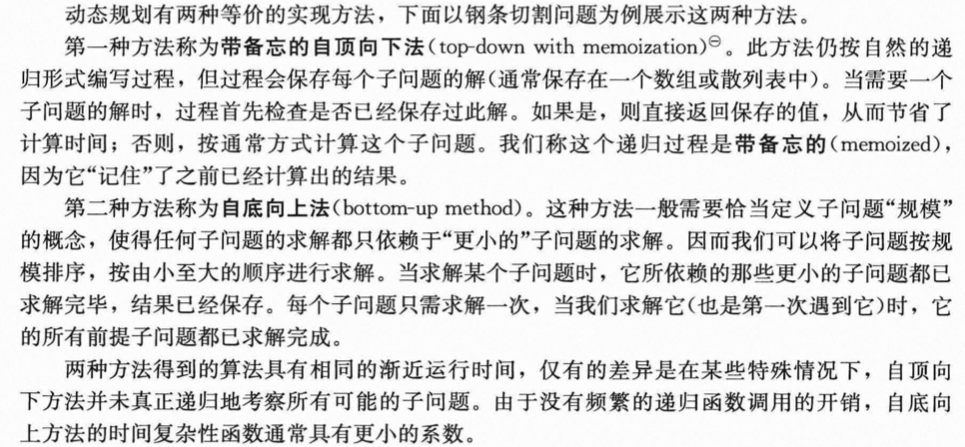 动态规划有两种等价的实现方法，下面以钢条切割问题为例展示这两种方法。
第一种方法称为带备忘的自顶向下法(top-down with memoization)㊀。此方法仍按自然的递
归形式编写过程，但过程会保存每个子问题的解(通常保存在一个数组或散列表中)。当需要一个
子问题的解时，过程首先检查是否已经保存过此解。如果是，则直接返回保存的值，从而节省了
计算时间；否则，按通常方式计算这个子问题。我们称这个递归过程是带备忘的(memoized)，
因为它“记住”了之前已经计算出的结果。
第二种方法称为自底向上法(bottom-up method)。这种方法一般需要恰当定义子问题“规模”
的概念，使得任何子问题的求解都只依赖于“更小的”子问题的求解。因而我们可以将子问题按规
模排序，按由小至大的顺序进行求解。当求解某个子问题时，它所依赖的那些更小的子问题都已
求解完毕，结果已经保存。每个子问题只需求解一次，当我们求解它(也是第一次遇到它)时，它
的所有前提子问题都已求解完成。
两种方法得到的算法具有相同的渐近运行时间，仅有的差异是在某些特殊情况下，自顶向
下方法并未真正递归地考察所有可能的子问题。由于没有频繁的递归函数调用的开销，自底向
上方法的时间复杂性函数通常具有更小的系数。